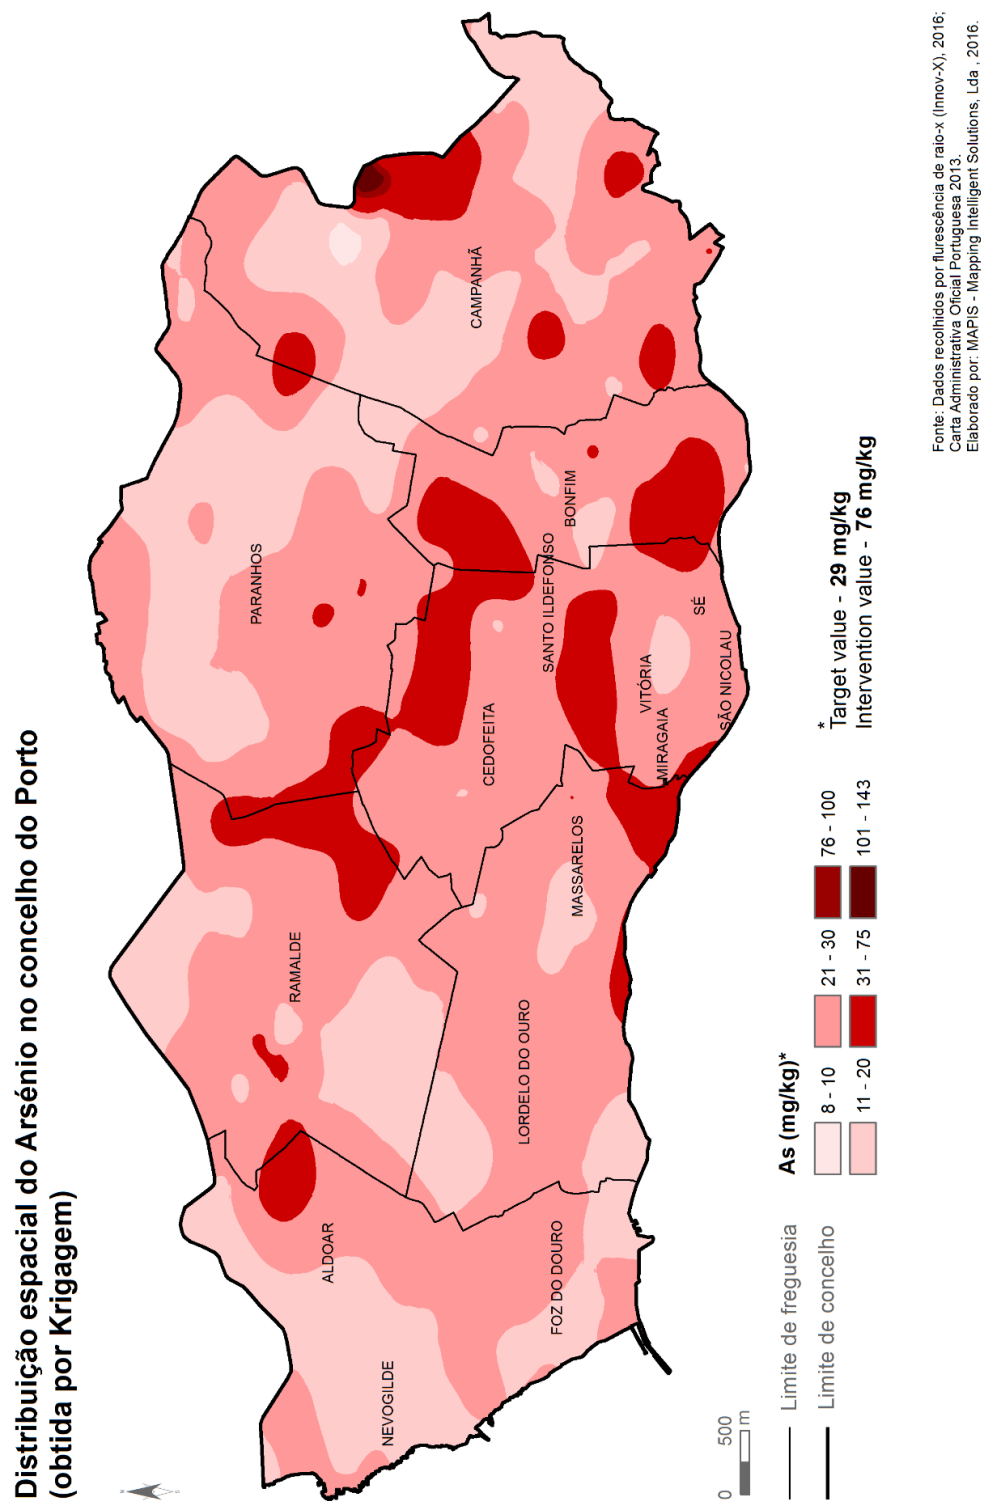 Distribuição espacial do Arsénio no concelho do Porto
(obtida por Krigagem)
PARANHOS
CAMPANHÃ
RAMALDE
ALDOAR
NEVOGILDE
CEDOFEITA
SANTO ILDEFONSO
BONFIM
LORDELO DO OURO
MASSARELOS
FOZ DO DOURO
VITÓRIA
MIRAGAIA
SÉ
SÃO NICOLAU
0 500
m
Limite de freguesia
Limite de concelho
As (mg/kg)*
8 - 10 21 - 30 76 - 100
11 - 20 31 - 75 101 - 143
*
Target value - 29 mg/kg
Intervention value - 76 mg/kg
Fonte: Dados recolhidos por flurescência de raio-x (Innov-X), 2016;
Carta Administrativa Oficial Portuguesa 2013.
Elaborado por: MAPIS - Mapping Intelligent Solutions, Lda , 2016.